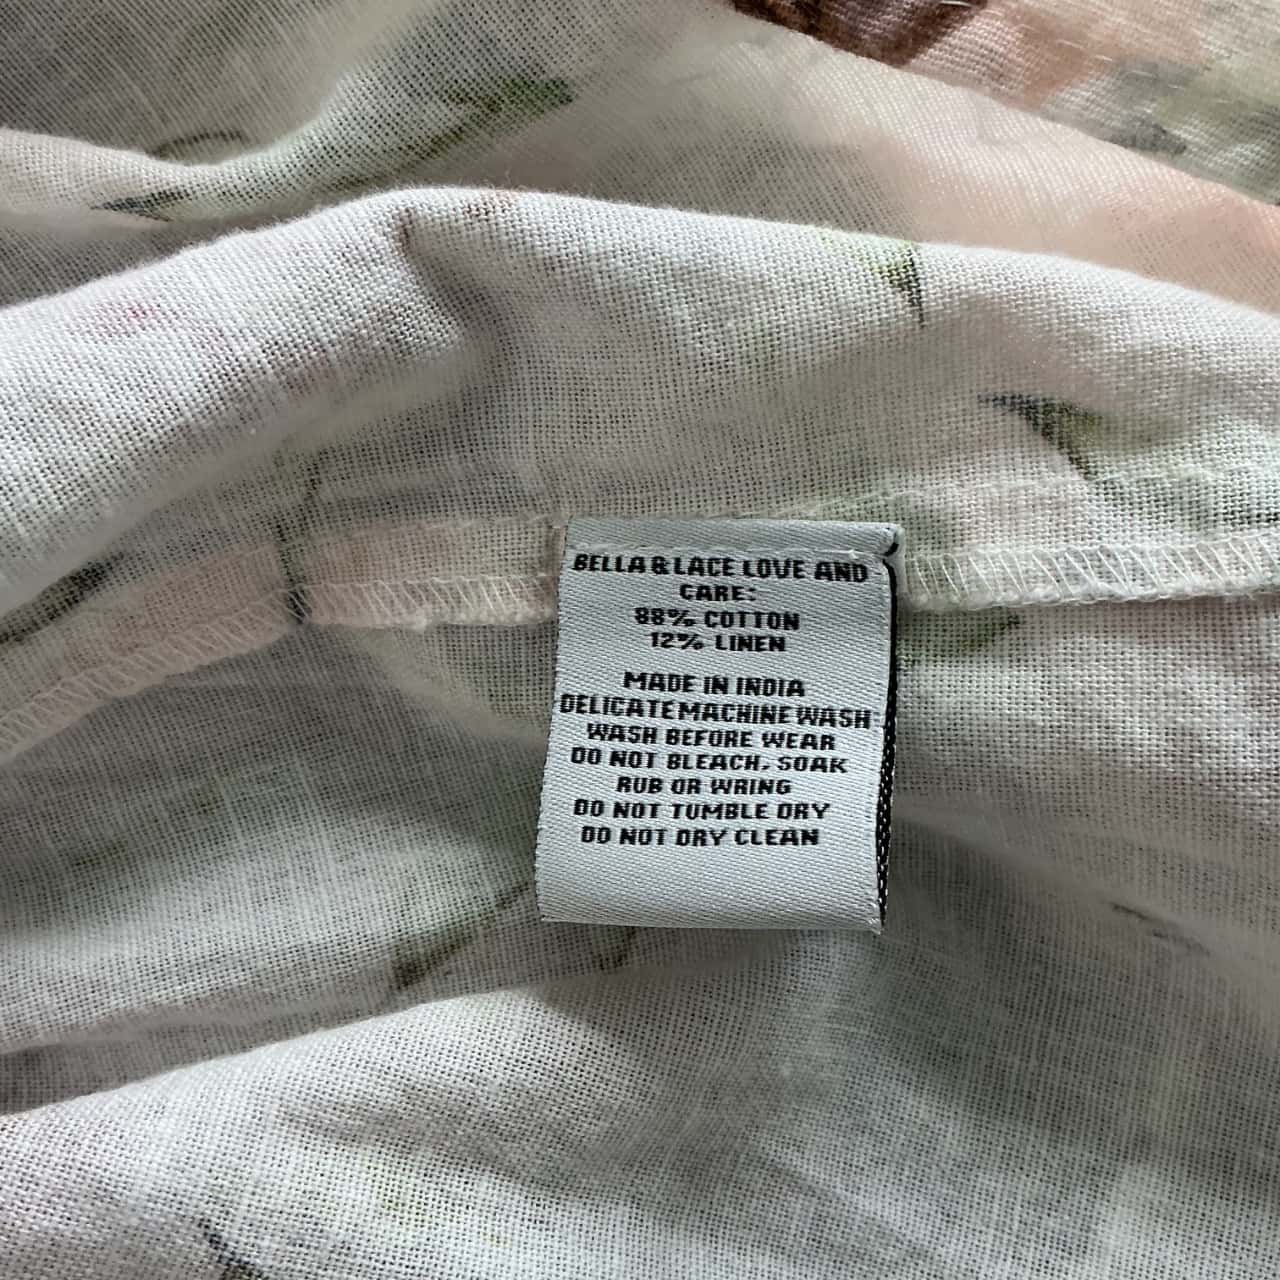 BELLA & LACE LOVE AND
CARE:
88% COTTON
12% LINEN
MADE IN INDIA
DELICATE MACHINE WASH
WASH BEFORE WEAR
DO NOT BLEACH, SOAK
RUB OR WRING
DO NOT TUMBLE DRY
DO NOT DRY CLEAN